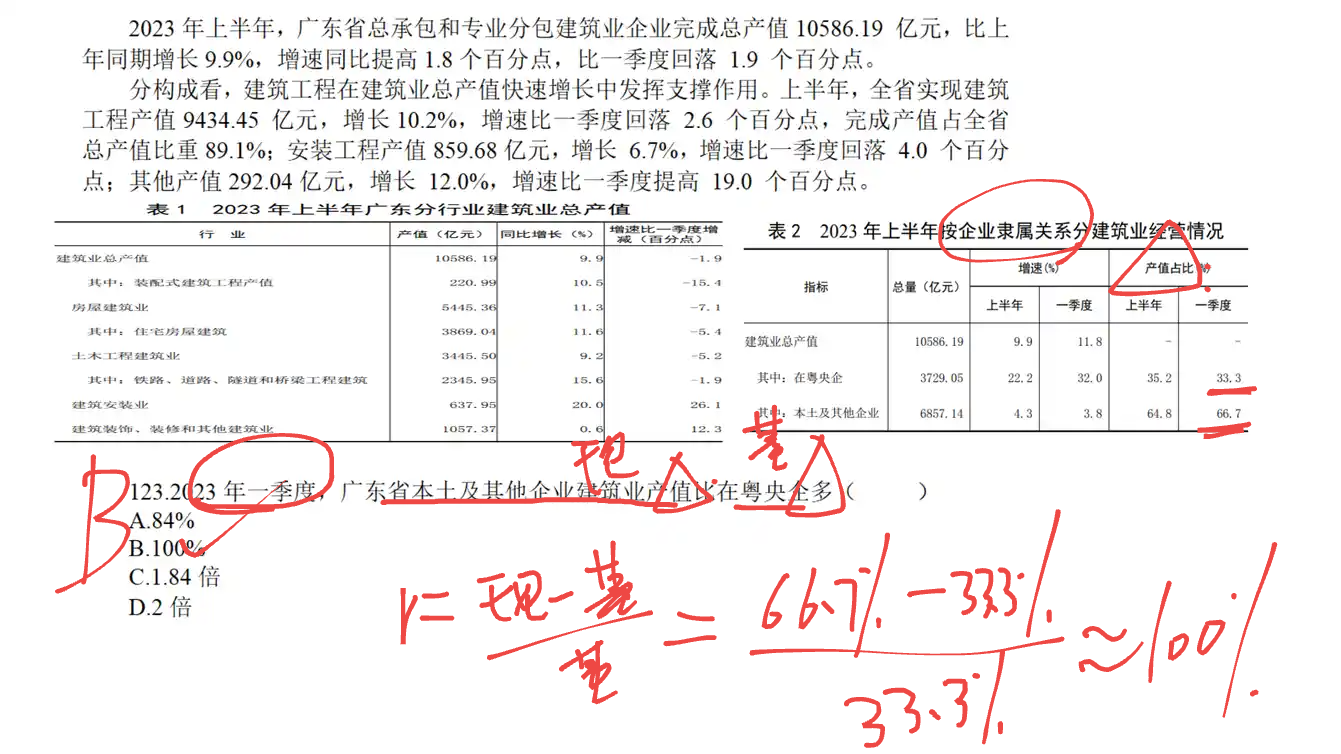 2023 年上半年，广东省总承包和专业分包建筑业企业完成总产值 10586.19 亿元，比上
年同期增长 9.9%，增速同比提高 1.8 个百分点，比一季度回落 1.9 个百分点。
分构成看，建筑工程在建筑业总产值快速增长中发挥支撑作用。上半年，全省实现建筑
工程产值 9434.45 亿元，增长 10.2%，增速比一季度回落 2.6 个百分点，完成产值占全省
总产值比重 89.1%；安装工程产值 859.68 亿元，增长 6.7%，增速比一季度回落 4.0 个百分
点；其他产值 292.04 亿元，增长 12.0%，增速比一季度提高 19.0 个百分点。
表 1 2023 年上半年广东分行业建筑业总产值
行 业 产值（亿元） 同比增长（%） 增速比一季度增
减（百分点）
建筑业总产值 10586.19 9.9 -1.9
其中：装配式建筑工程产值 220.99 10.5 -15.4
房屋建筑业 5445.36 11.3 -7.1
其中：住宅房屋建筑 3869.04 11.6 -5.4
土木工程建筑业 3445.50 9.2 -5.2
其中：铁路、道路、隧道和桥梁工程建筑 2345.95 15.6 -1.9
建筑安装业 637.95 20.0 26.1
建筑装饰、装修和其他建筑业 1057.37 0.6 12.3
表 2 2023 年上半年按企业隶属关系分建筑业经营情况
指标 总量（亿元） 增速(%) 产值占比(%)
上半年 一季度 上半年 一季度
建筑业总产值 10586.19 9.9 11.8 - -
其中：在粤央企 3729.05 22.2 32.0 35.2 33.3
其中：本土及其他企业 6857.14 4.3 3.8 64.8 66.7
现 基
B
123.2023 年一季度，广东省本土及其他企业建筑业产值比在粤央企多（ ）
A.84%
B.100%
C.1.84 倍
D.2 倍
r= 现-基 = 66.7% -33.3% ≈100%
基 33.3%